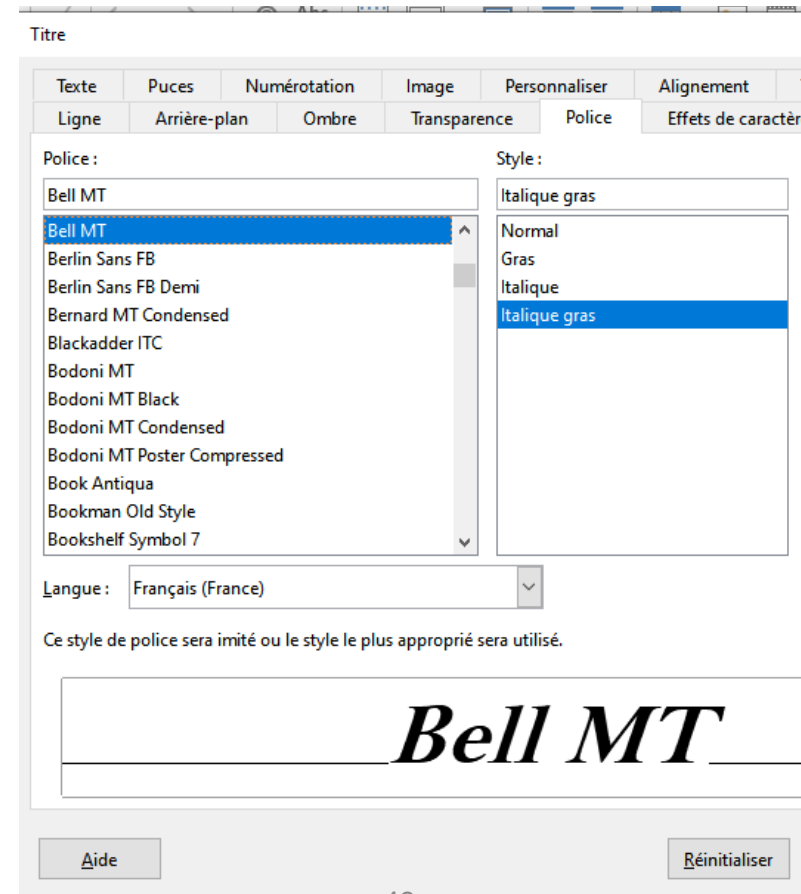 Titre
Texte Puces Numérotation Image Personnaliser Alignement
Ligne Arrière-plan Ombre Transparence Police Effets de caractèr
Police : Style :
Bell MT Italique gras
Bell MT Normal
Berlin Sans FB Gras
Berlin Sans FB Demi Italique
Bernard MT Condensed Italique gras
Blackadder ITC
Bodoni MT
Bodoni MT Black
Bodoni MT Condensed
Bodoni MT Poster Compressed
Book Antiqua
Bookman Old Style
Bookshelf Symbol 7
Langue : Français (France)
Ce style de police sera imité ou le style le plus approprié sera utilisé.
Bell MT
Aide Réinitialiser